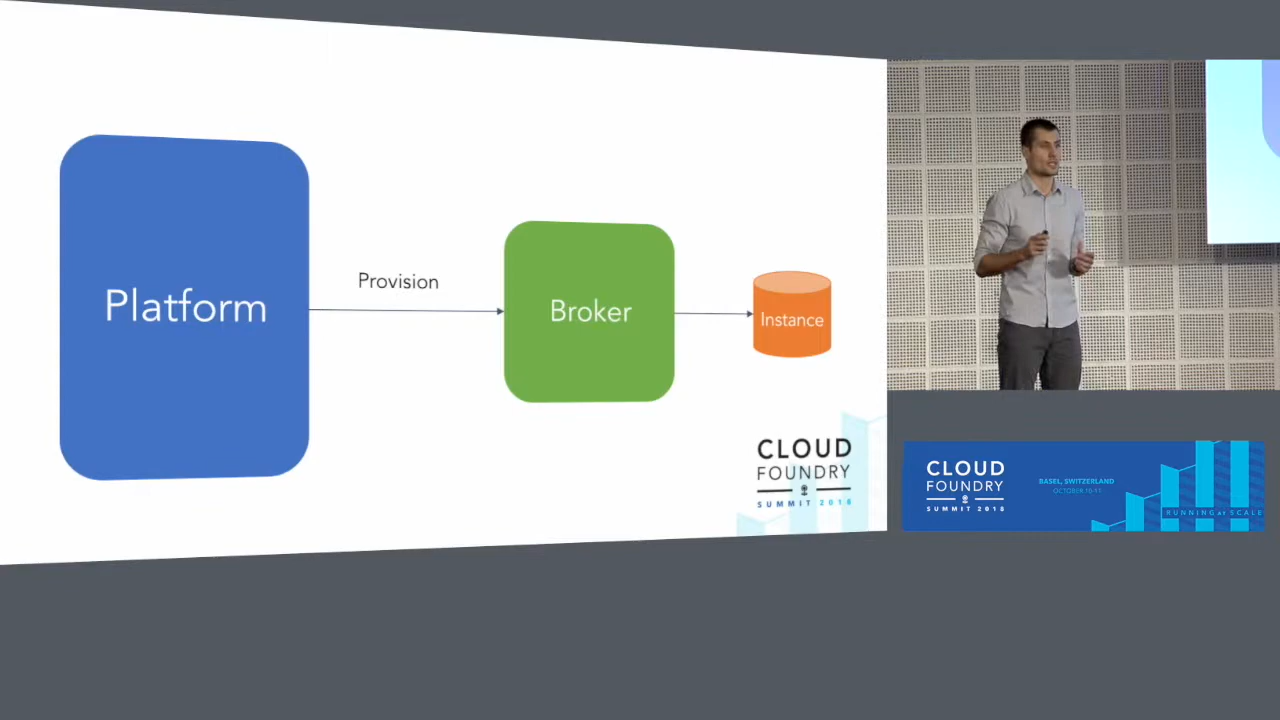 Platform
Provision
Broker
Instance
CLOUD
FOUNDRY
SUMMIT 2018
CLOUD
FOUNDRY
SUMMIT 2018
BASEL, SWITZERLAND
OCTOBER 10-11
RUNNING at SCALE